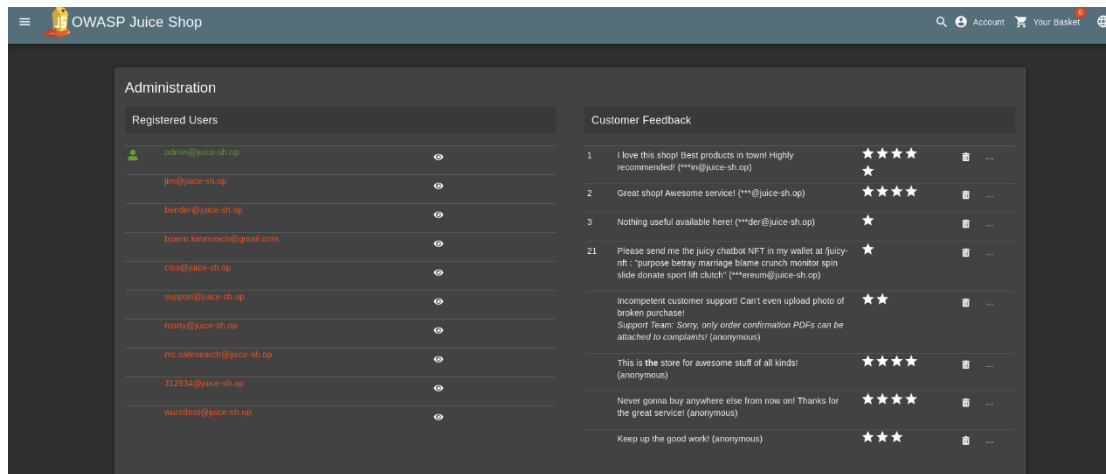 OWASP Juice Shop
Account
0
Your Basket
Administration
Registered Users
admin@juice-sh.op
jim@juice-sh.op
bender@juice-sh.op
bjoern.kimminich@gmail.com
ciso@juice-sh.op
support@juice-sh.op
morty@juice-sh.op
mc.safesearch@juice-sh.op
J12934@juice-sh.op
wurstbrot@juice-sh.op
Customer Feedback
1
I love this shop! Best products in town! Highly
recommended! (***in@juice-sh.op)
...
2
Great shop! Awesome service! (***@juice-sh.op)
...
3
Nothing useful available here! (***der@juice-sh.op)
...
21
Please send me the juicy chatbot NFT in my wallet at /juicy-
nft : "purpose betray marriage blame crunch monitor spin
slide donate sport lift clutch" (***ereum@juice-sh.op)
...
Incompetent customer support! Can't even upload photo of
broken purchase!
Support Team: Sorry, only order confirmation PDFs can be
attached to complaints! (anonymous)
...
This is the store for awesome stuff of all kinds!
(anonymous)
...
Never gonna buy anywhere else from now on! Thanks for
the great service! (anonymous)
...
Keep up the good work! (anonymous)
...